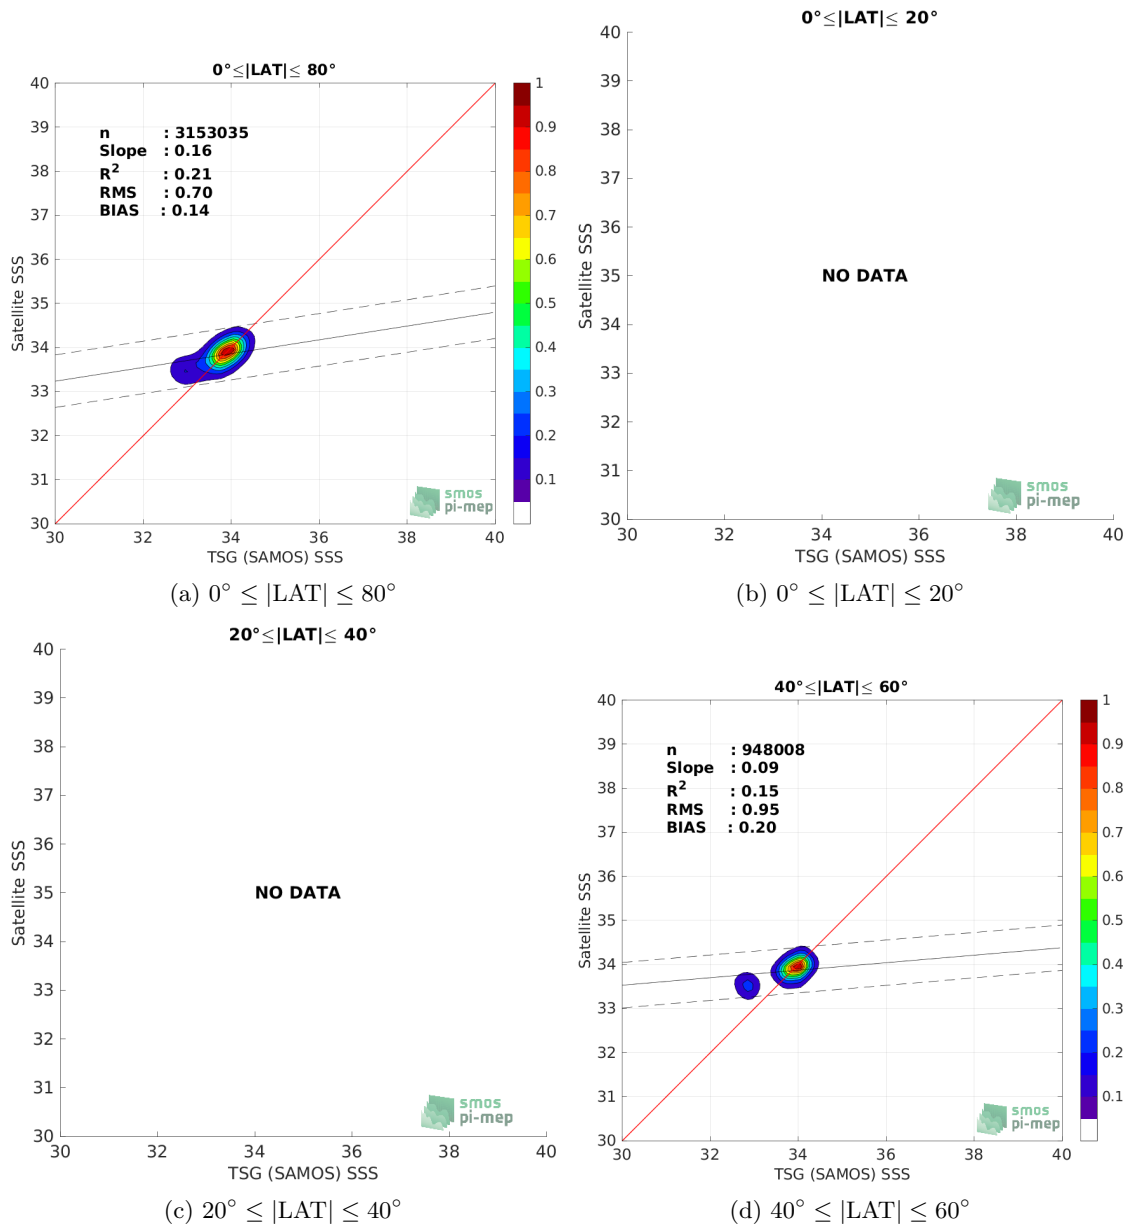 0°≤|LAT|≤ 80°
40
39
38
37
36
35
34
33
32
31
30
30
32
34
36
38
40
Satellite SSS
TSG (SAMOS) SSS
n : 3153035
Slope : 0.16
R² : 0.21
RMS : 0.70
BIAS : 0.14
1
0.9
0.8
0.7
0.6
0.5
0.4
0.3
0.2
0.1
smos
pi-mep
(a) 0° ≤ |LAT| ≤ 80°
0°≤|LAT|≤ 20°
40
39
38
37
36
35
34
33
32
31
30
30
32
34
36
38
40
Satellite SSS
TSG (SAMOS) SSS
NO DATA
smos
pi-mep
(b) 0° ≤ |LAT| ≤ 20°
20°≤|LAT|≤ 40°
40
39
38
37
36
35
34
33
32
31
30
30
32
34
36
38
40
Satellite SSS
TSG (SAMOS) SSS
NO DATA
smos
pi-mep
(c) 20° ≤ |LAT| ≤ 40°
40°≤|LAT|≤ 60°
40
39
38
37
36
35
34
33
32
31
30
30
32
34
36
38
40
Satellite SSS
TSG (SAMOS) SSS
n : 948008
Slope : 0.09
R² : 0.15
RMS : 0.95
BIAS : 0.20
1
0.9
0.8
0.7
0.6
0.5
0.4
0.3
0.2
0.1
smos
pi-mep
(d) 40° ≤ |LAT| ≤ 60°